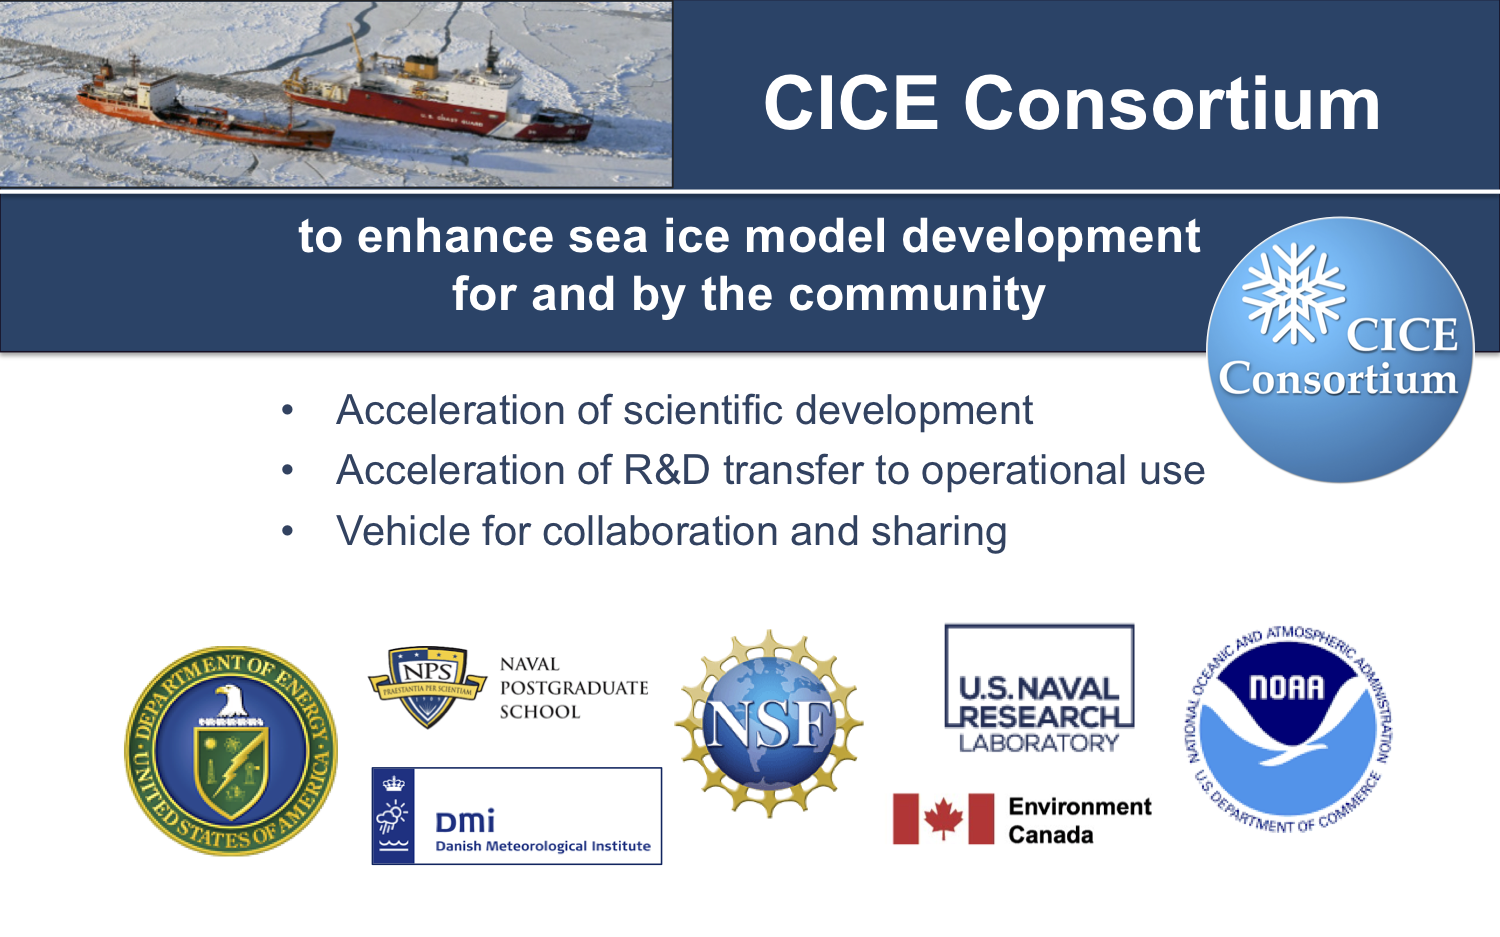 U.S. COAST GUARD
CICE Consortium
to enhance sea ice model development
for and by the community
CICE
Consortium
• Acceleration of scientific development
• Acceleration of R&D transfer to operational use
• Vehicle for collaboration and sharing
DEPARTMENT OF ENERGY
UNITED STATES OF AMERICA
NPS
PRAESTANTIA PER SCIENTIAM
NAVAL
POSTGRADUATE
SCHOOL
DMi
Danish Meteorological Institute
NSF
U.S. NAVAL
RESEARCH
LABORATORY
Environment
Canada
NATIONAL OCEANIC AND ATMOSPHERIC ADMINISTRATION
NOAA
U.S. DEPARTMENT OF COMMERCE